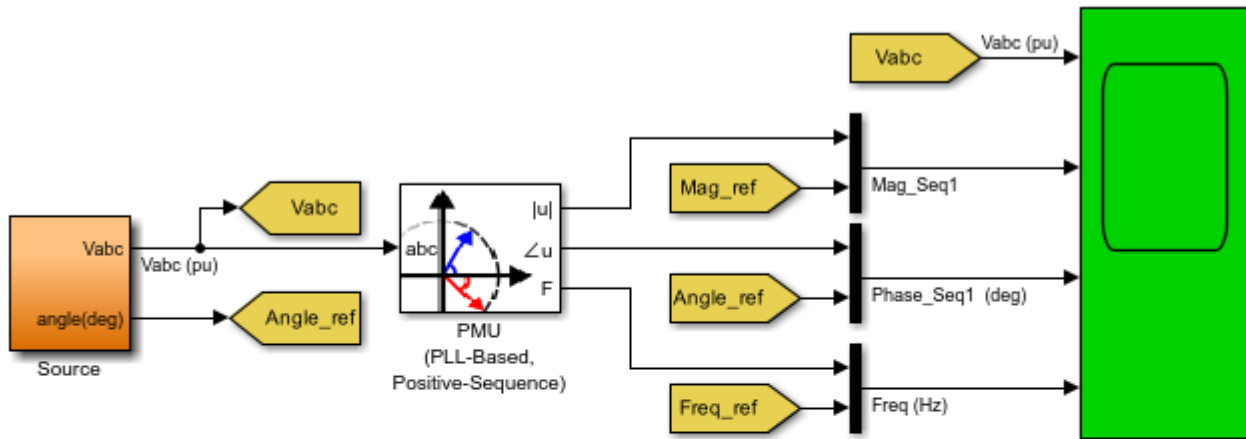 Vabc
Vabc (pu)
Mag_ref
Mag_Seq1
Vabc
|u|
Vabc
abc
∠u
Vabc (pu)
F
Angle_ref
Phase_Seq1 (deg)
angle(deg)
Angle_ref
PMU
(PLL-Based,
Positive-Sequence)
Source
Freq_ref
Freq (Hz)